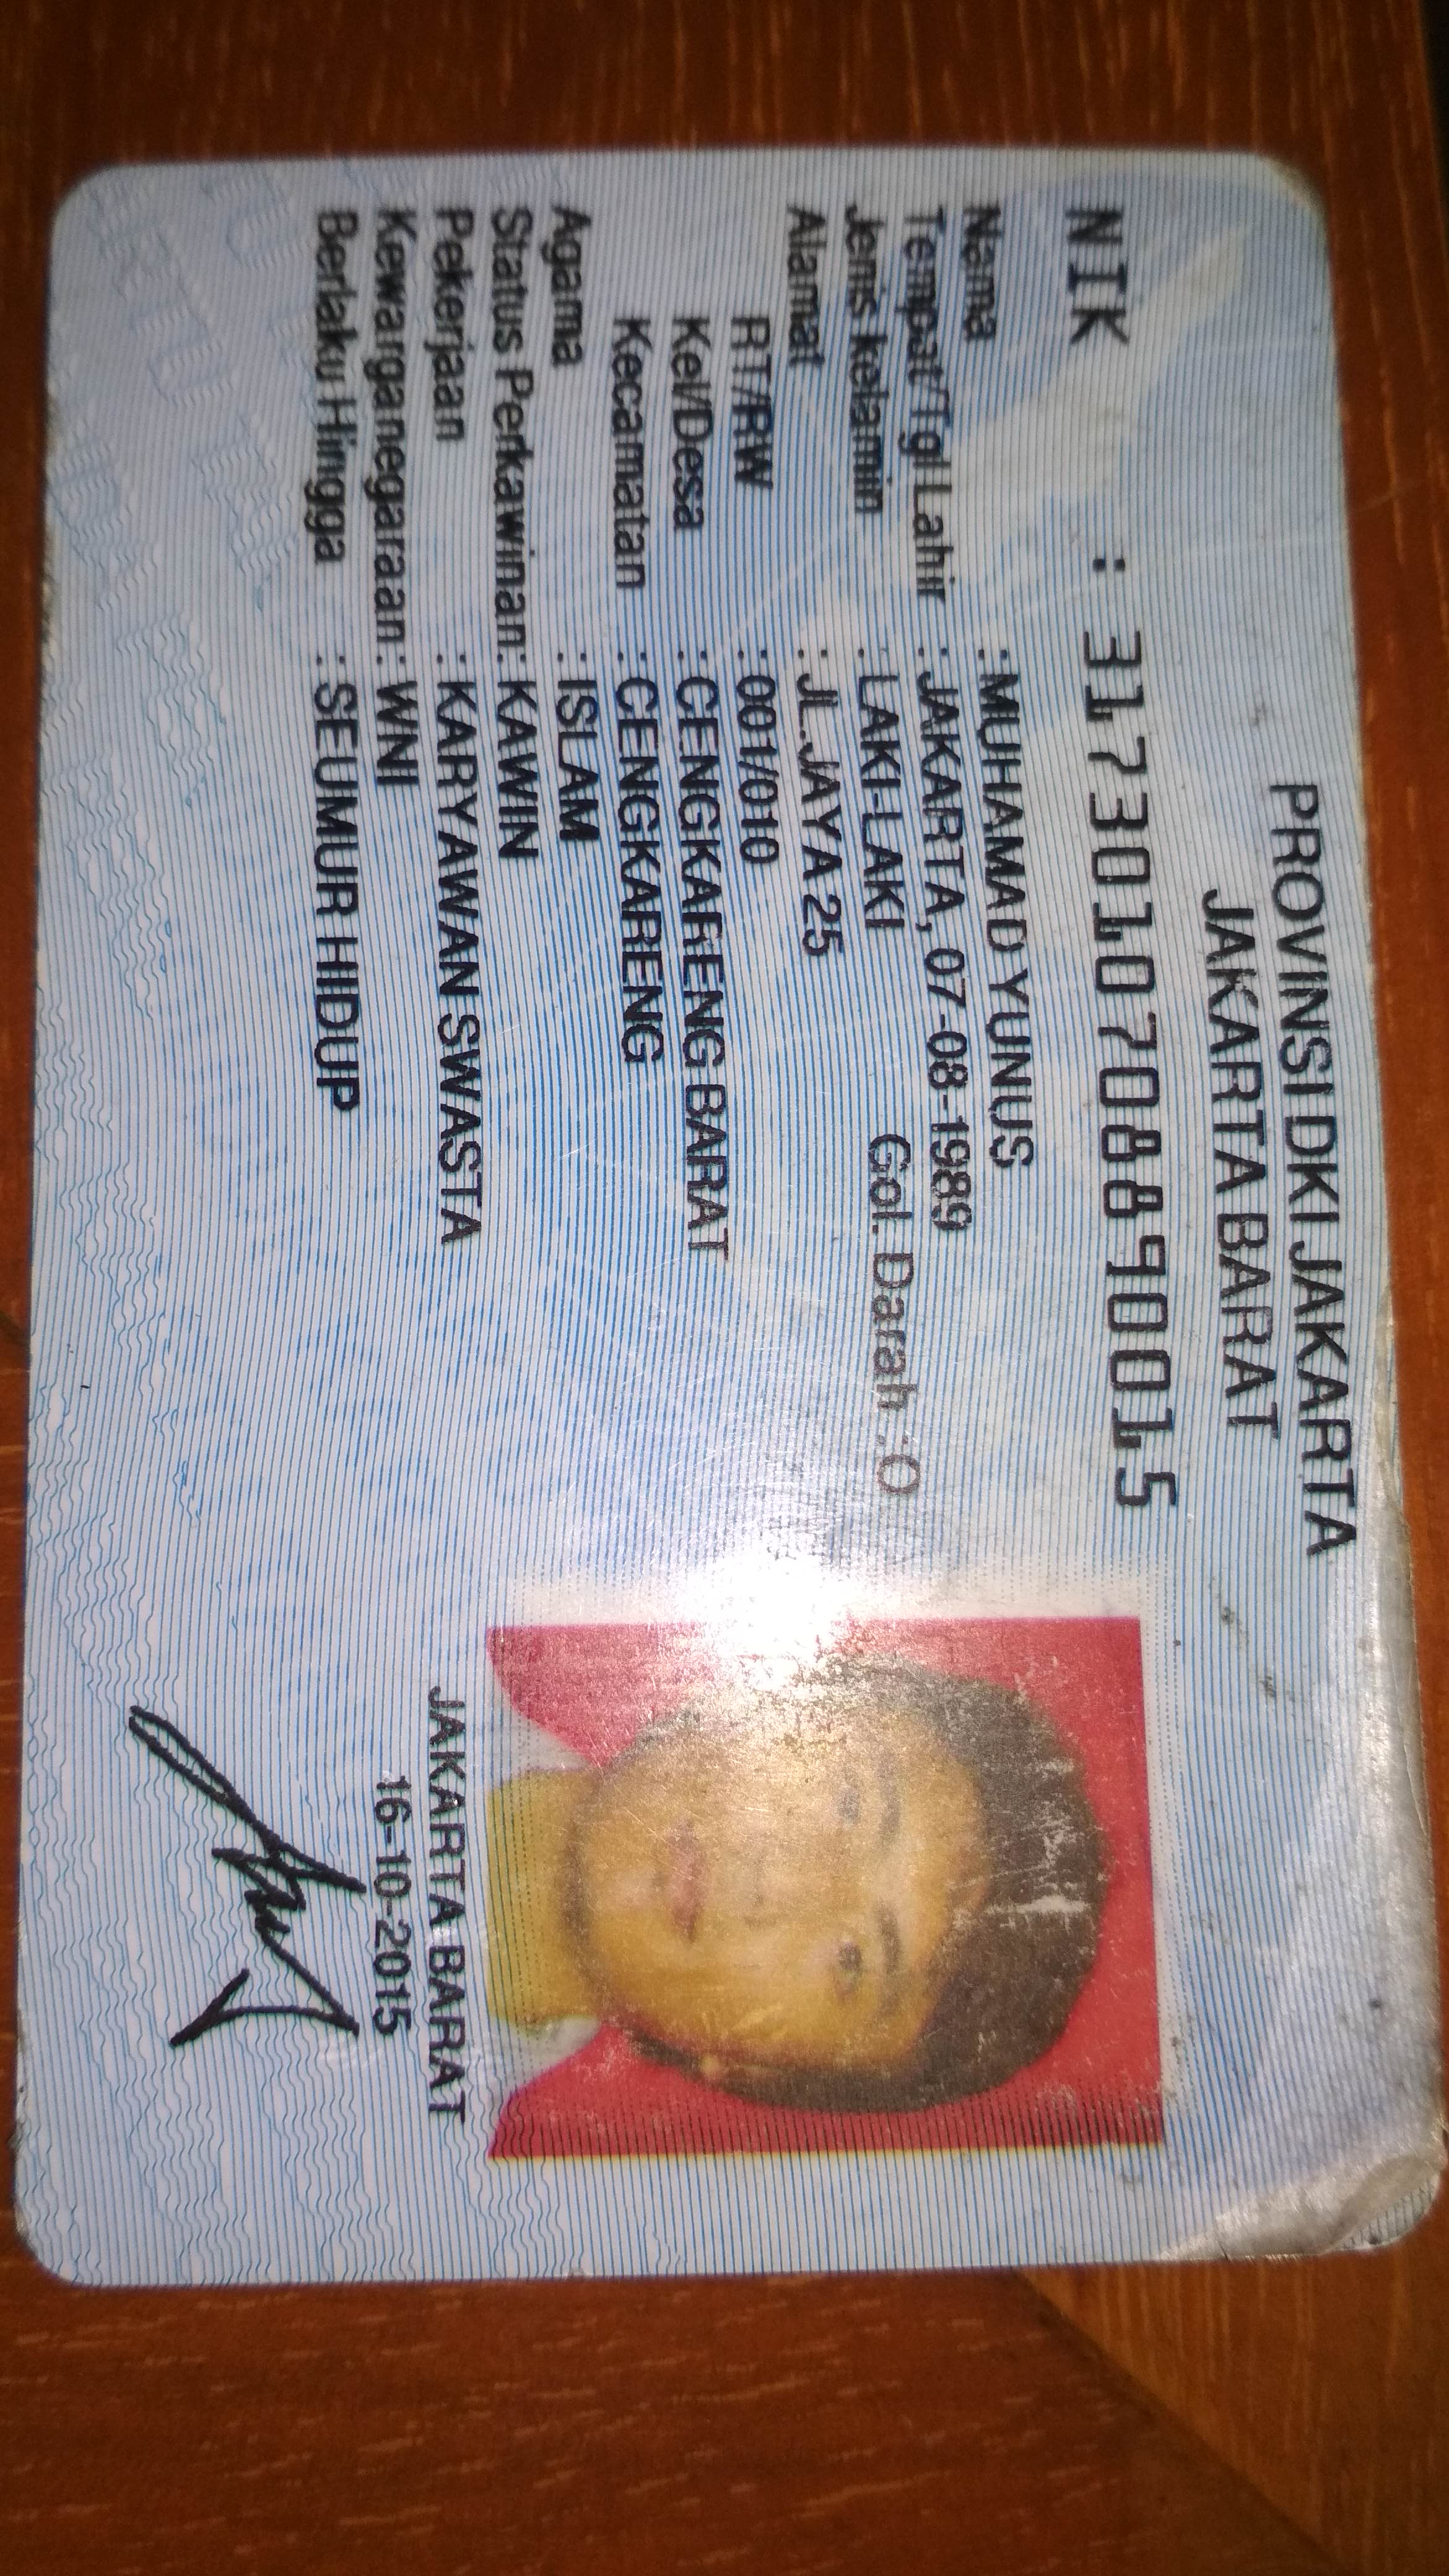 PROVINSI DKI JAKARTA
JAKARTA BARAT
NIK : 3173010708890015
Nama : MUHAMAD YUNUS
Tempat/Tgl Lahir : JAKARTA, 07-08-1989
Jenis kelamin : LAKI-LAKI Gol. Darah : O
Alamat : JL.JAYA 25
RT/RW : 001/010
Kel/Desa : CENGKARENG BARAT
Kecamatan : CENGKARENG
Agama : ISLAM
Status Perkawinan: KAWIN
Pekerjaan : KARYAWAN SWASTA
Kewarganegaraan: WNI
Berlaku Hingga : SEUMUR HIDUP
JAKARTA BARAT
16-10-2015